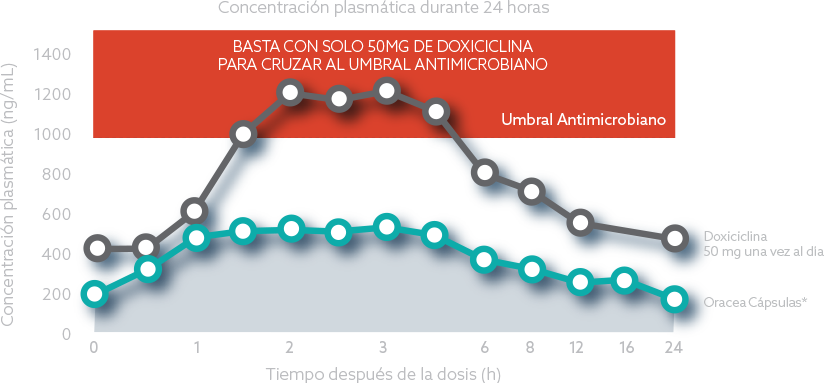 Concentración plasmática durante 24 horas
BASTA CON SOLO 50MG DE DOXICICLINA
PARA CRUZAR AL UMBRAL ANTIMICROBIANO
Umbral Antimicrobiano
Concentración plasmática (ng/mL)
1400
1200
1000
800
600
400
200
0
Doxiciclina
50 mg una vez al dia
Oracea Cápsulas*
0 1 2 3 6 8 12 16 24
Tiempo después de la dosis (h)